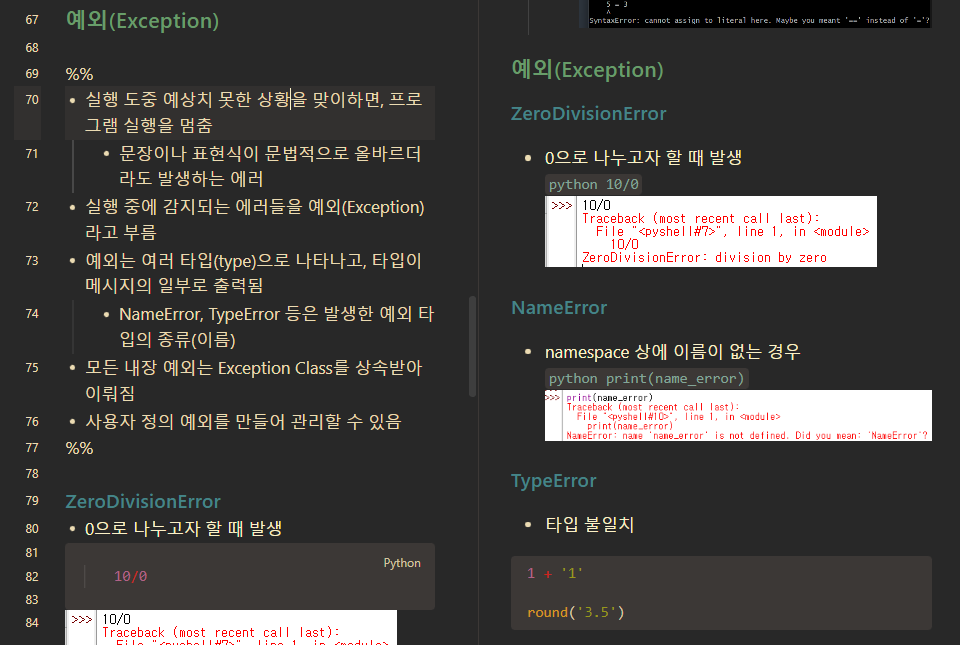 67 예외(Exception)
68
69 %%
70 • 실행 도중 예상치 못한 상황을 맞이하면, 프로
그램 실행을 멈춤
71 • 문장이나 표현식이 문법적으로 올바르더
라도 발생하는 에러
72 • 실행 중에 감지되는 에러들을 예외(Exception)
라고 부름
73 • 예외는 여러 타입(type)으로 나타나고, 타입이
메시지의 일부로 출력됨
74 • NameError, TypeError 등은 발생한 예외 타
입의 종류(이름)
75 • 모든 내장 예외는 Exception Class를 상속받아
이뤄짐
76 • 사용자 정의 예외를 만들어 관리할 수 있음
77 %%
78
79 ZeroDivisionError
80 • 0으로 나누고자 할 때 발생
81 Python
82 10/0
83
84 >>> 10/0
Traceback (most recent call last):
File "<pyshell#7>", line 1, in <module>
5 = 3
^
SyntaxError: cannot assign to literal here. Maybe you meant '==' instead of '='?
예외(Exception)
ZeroDivisionError
• 0으로 나누고자 할 때 발생
python 10/0
>>> 10/0
Traceback (most recent call last):
File "<pyshell#7>", line 1, in <module>
10/0
ZeroDivisionError: division by zero
NameError
• namespace 상에 이름이 없는 경우
python print(name_error)
>>> print(name_error)
Traceback (most recent call last):
File "<pyshell#10>", line 1, in <module>
print(name_error)
NameError: name 'name_error' is not defined. Did you mean: 'NameError'?
TypeError
• 타입 불일치
1 + '1'
round('3.5')